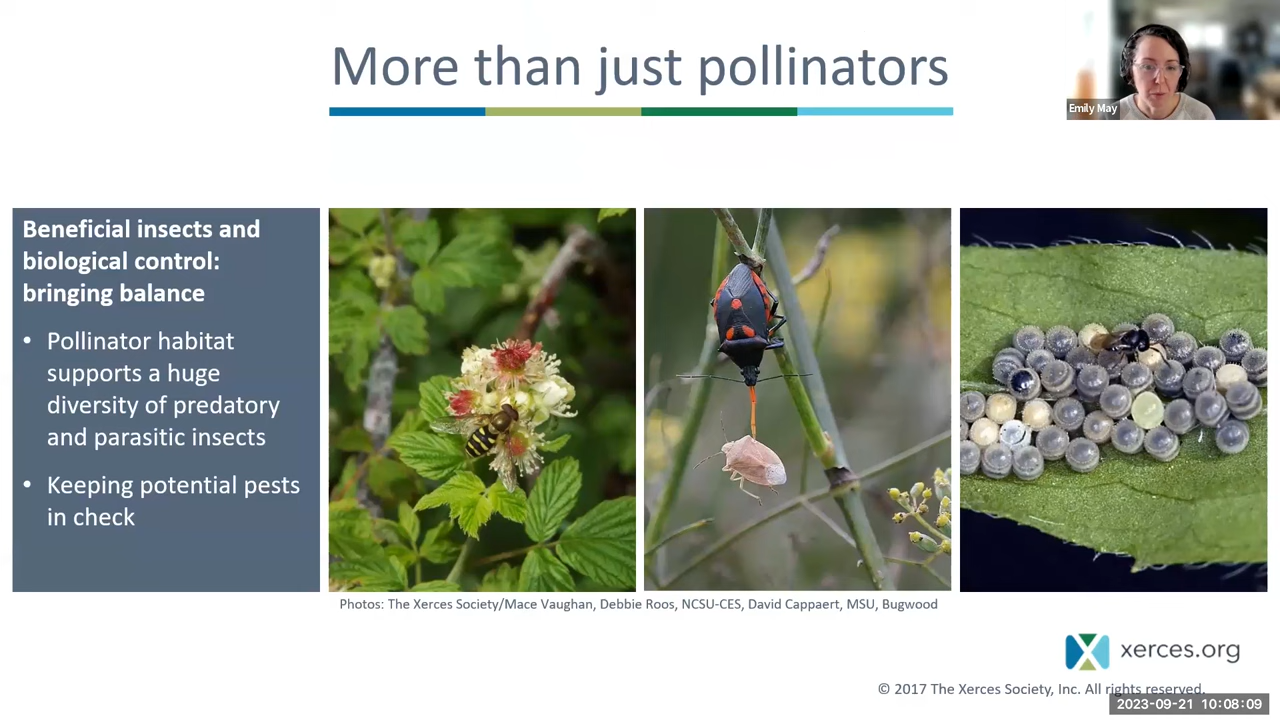 More than just pollinators
Emily May
Beneficial insects and
biological control:
bringing balance
• Pollinator habitat
supports a huge
diversity of predatory
and parasitic insects
• Keeping potential pests
in check
Photos: The Xerces Society/Mace Vaughan, Debbie Roos, NCSU-CES, David Cappaert, MSU, Bugwood
xerces.org
© 2017 The Xerces Society, Inc. All rights reserved.
2023-09-21 10:08:09